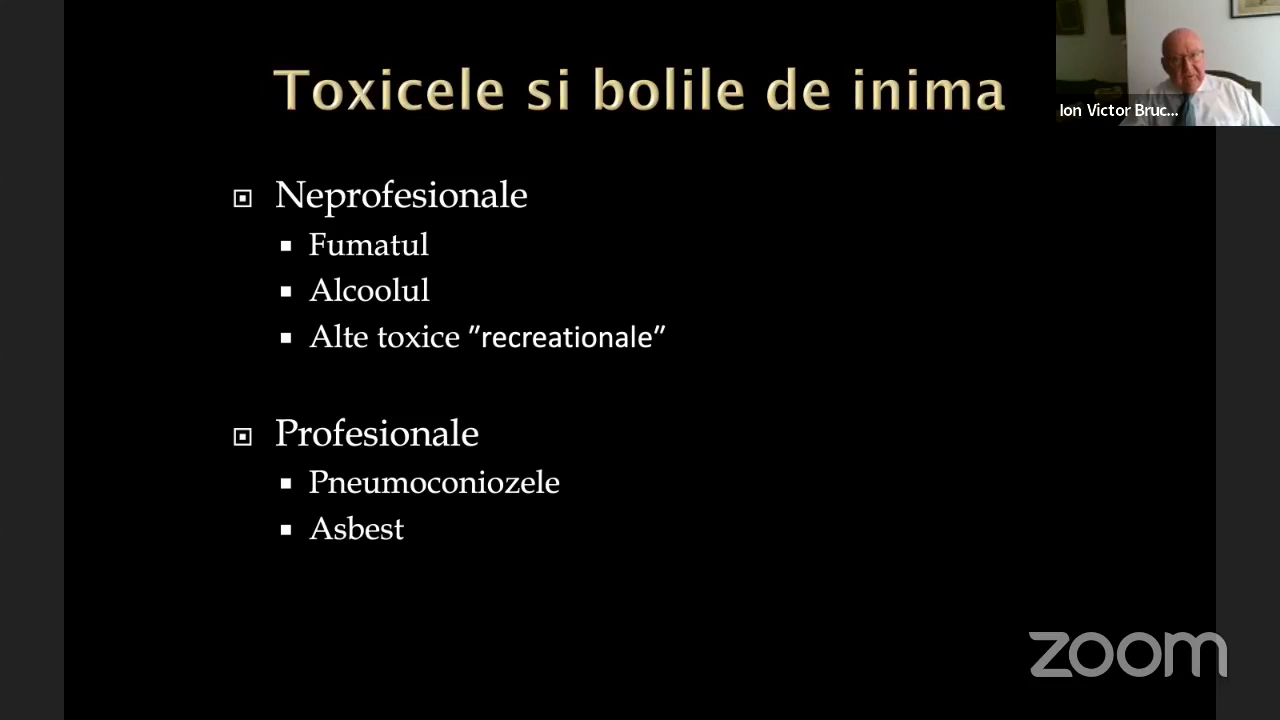 Toxicele si bolile de inima
Ion Victor Bruc...
Neprofesionale
Fumatul
Alcoolul
Alte toxice ”recreationale”
Profesionale
Pneumoconiozele
Asbest
zoom